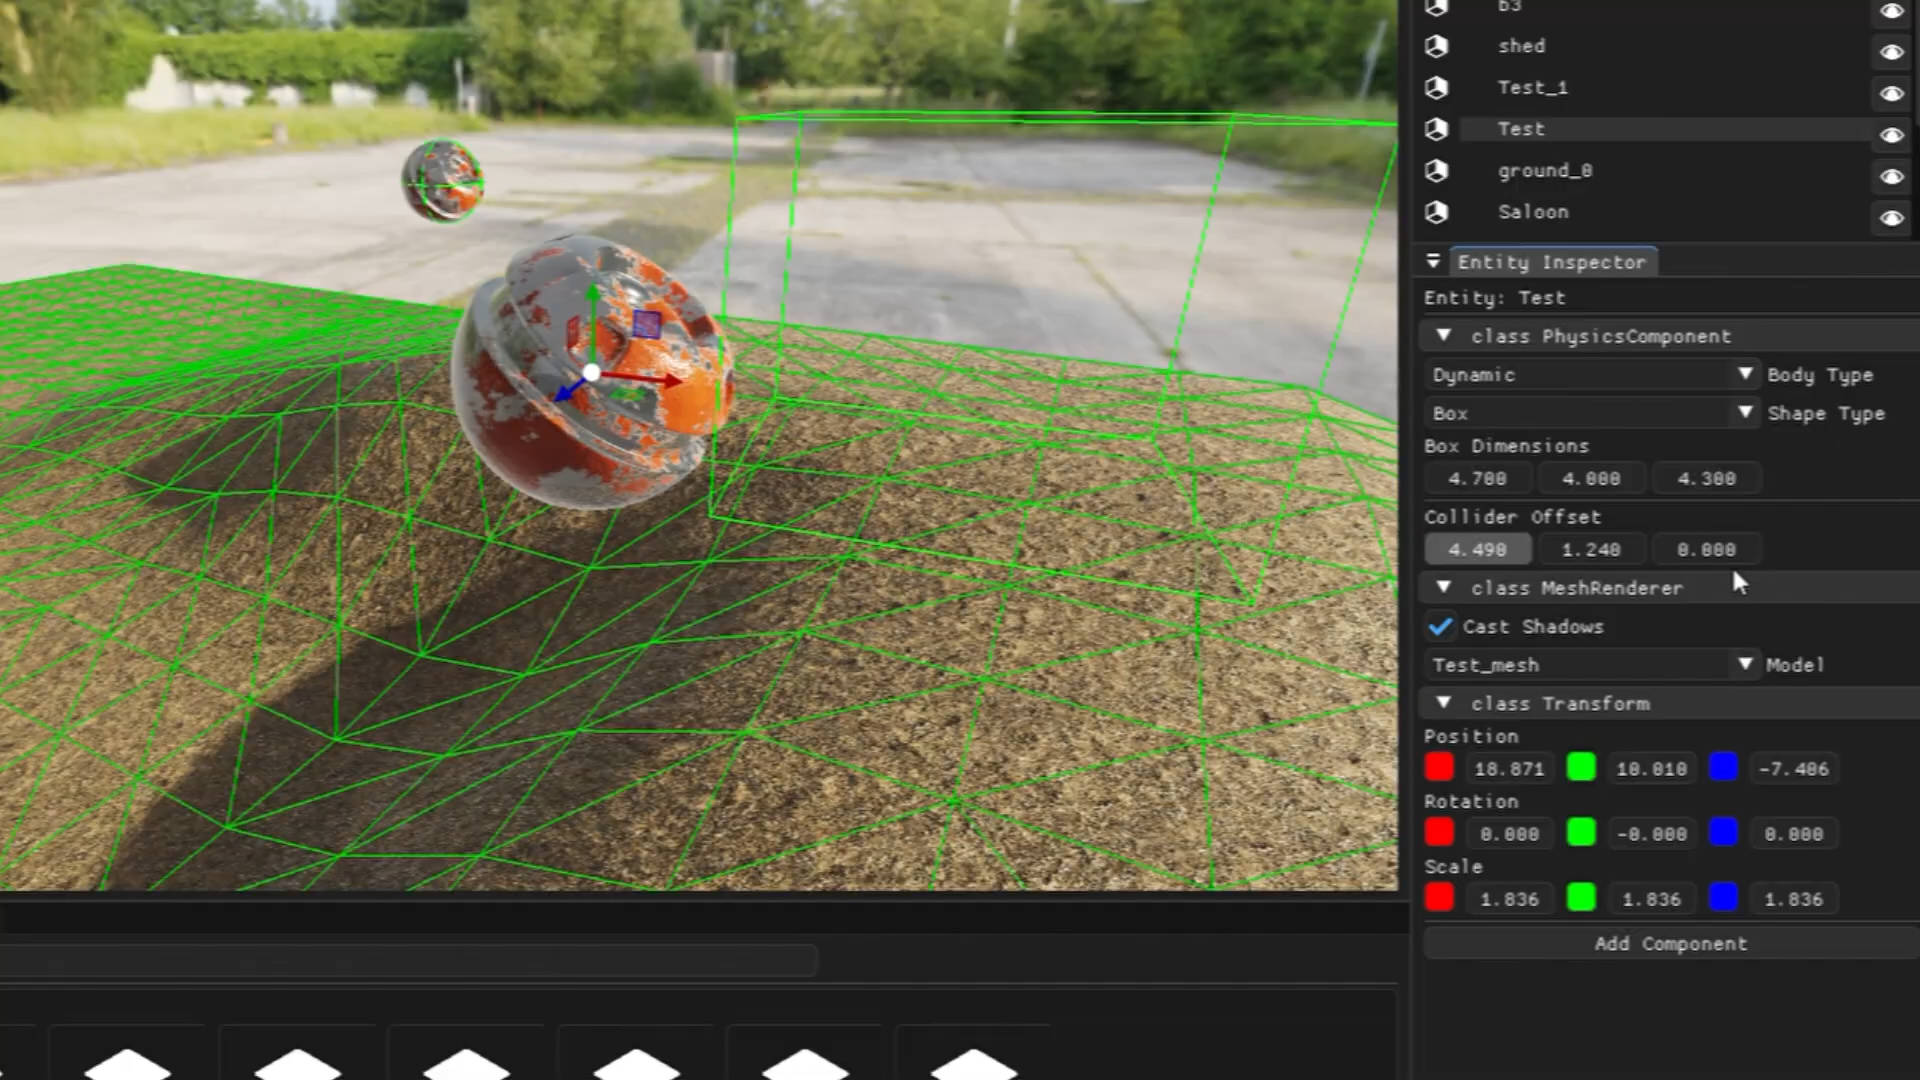 b3
shed
Test_1
Test
ground_0
Saloon
Entity Inspector
Entity: Test
class PhysicsComponent
Dynamic Body Type
Box Shape Type
Box Dimensions
4.700 4.000 4.300
Collider Offset
4.490 1.240 0.000
class MeshRenderer
Cast Shadows
Test_mesh Model
class Transform
Position
18.871 10.010 -7.406
Rotation
0.000 -0.000 0.000
Scale
1.836 1.836 1.836
Add Component